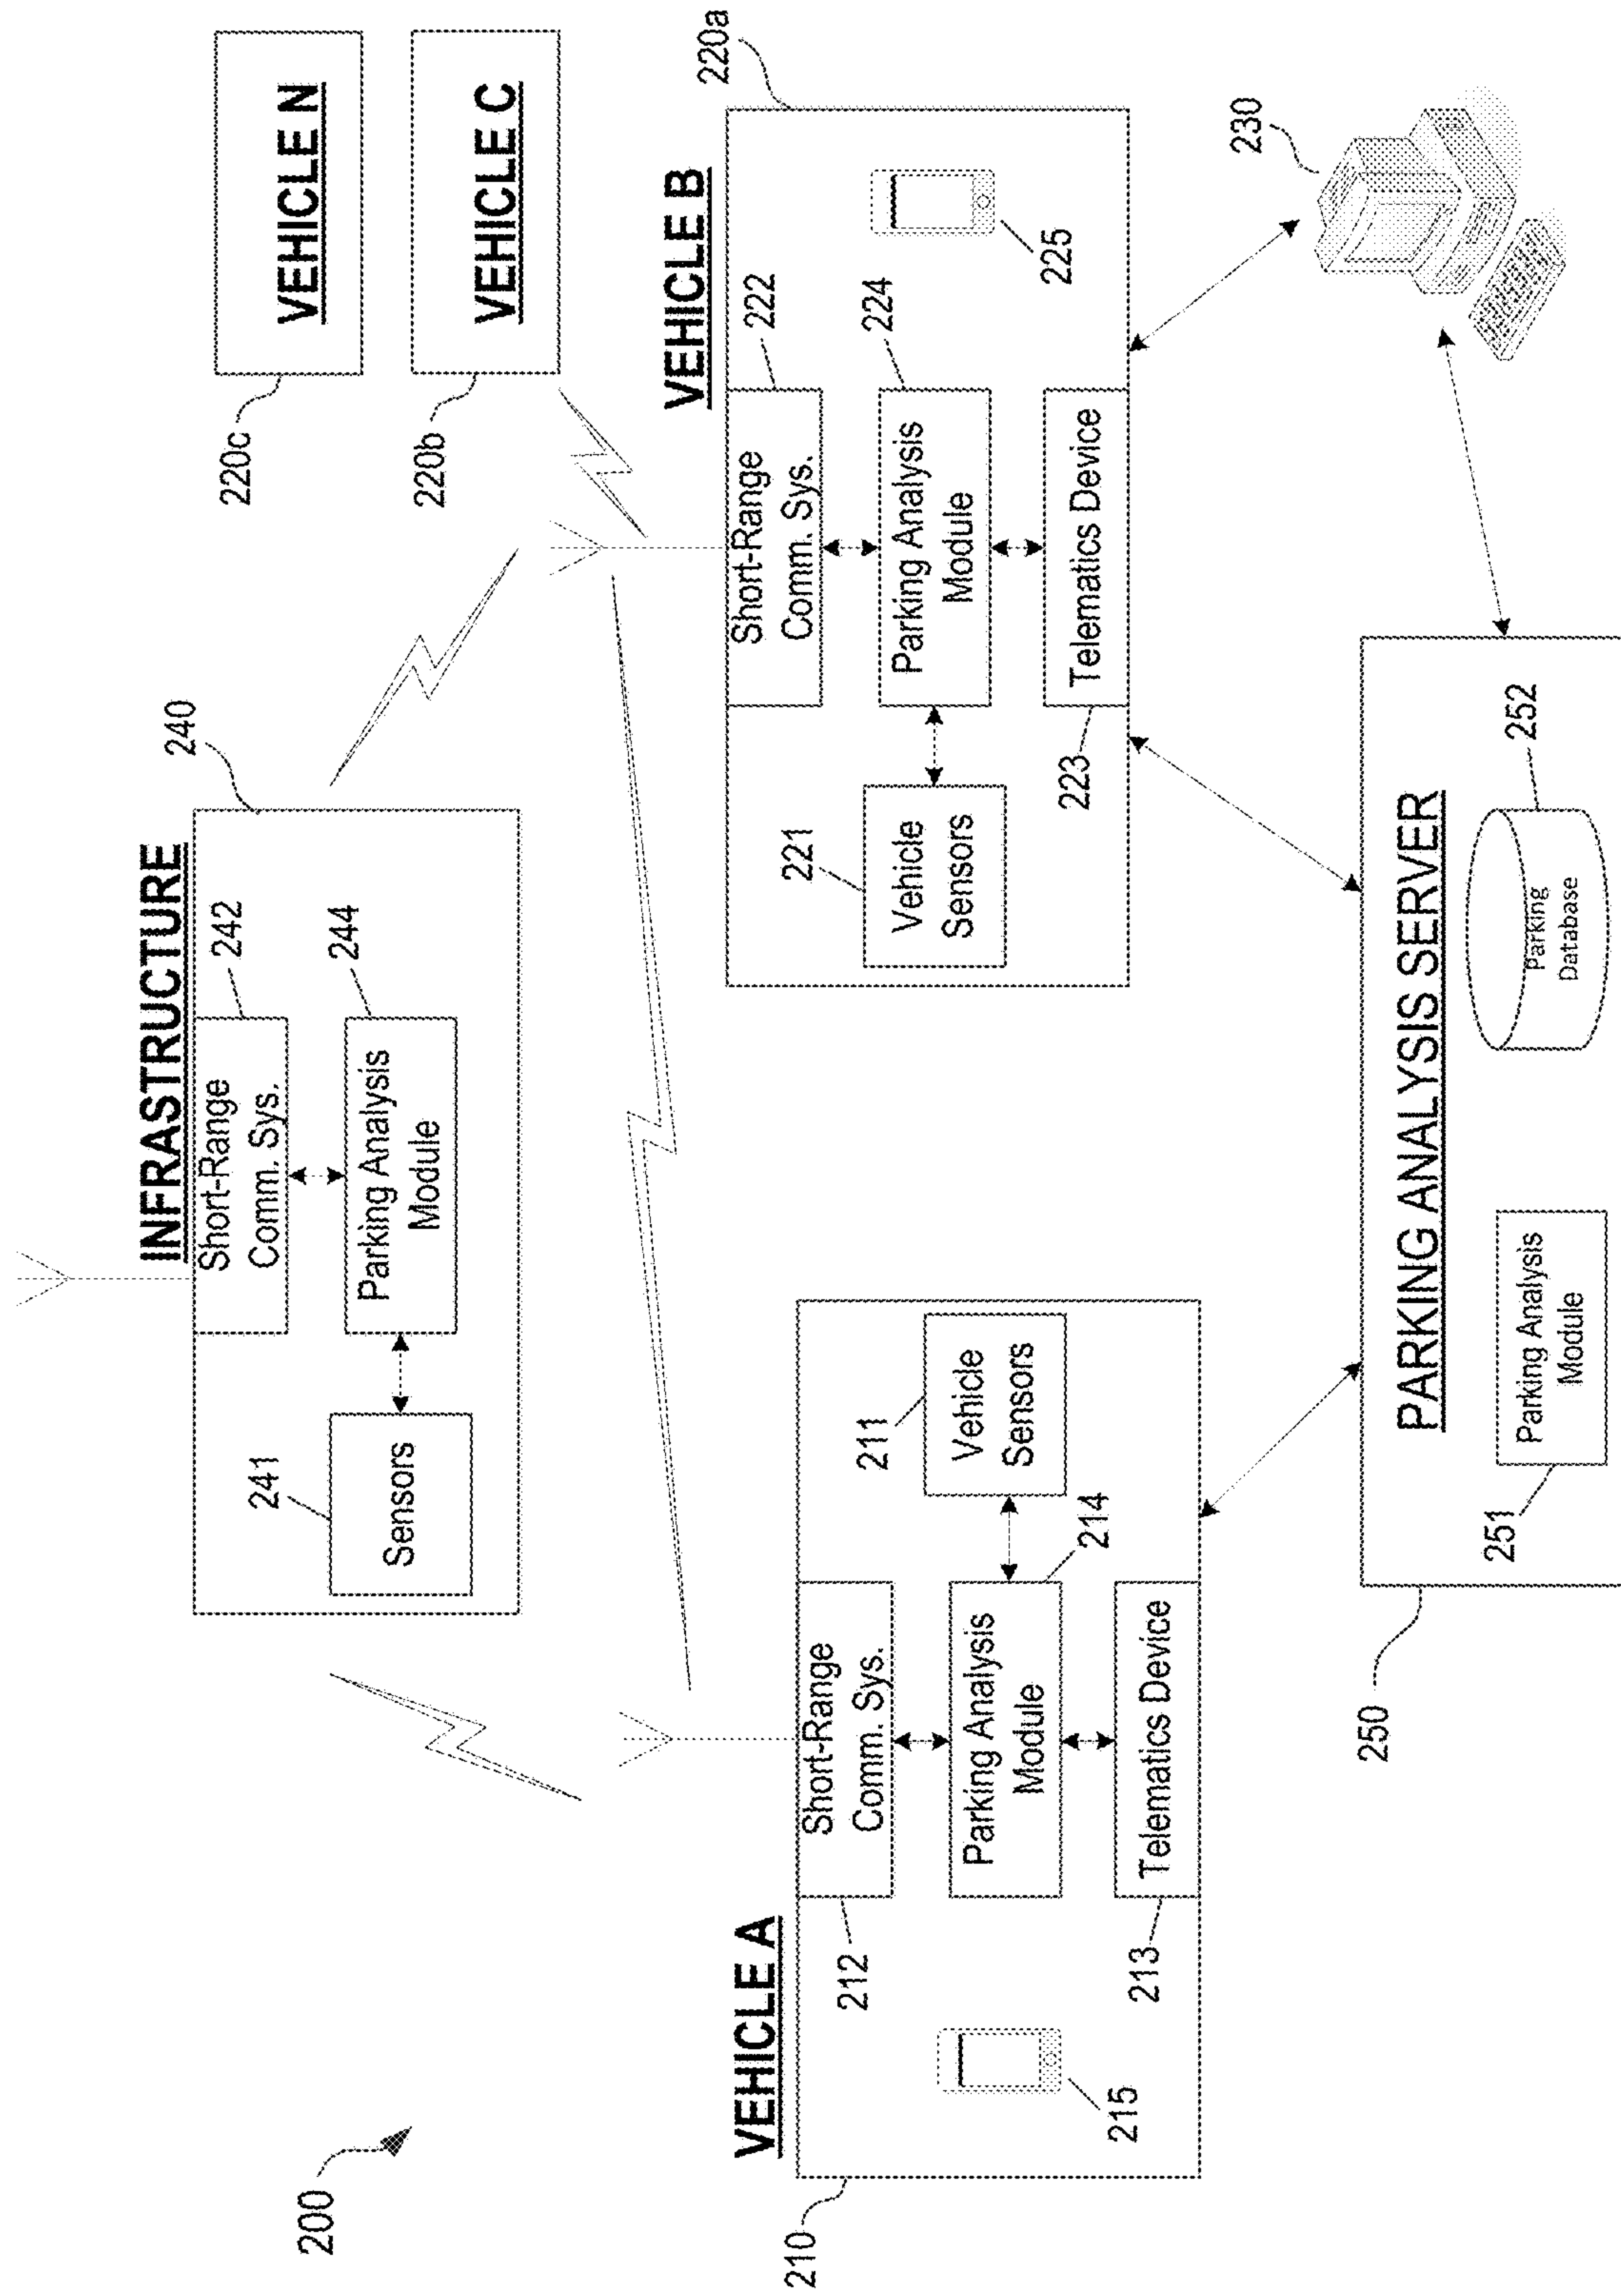 200
INFRASTRUCTURE
240
Short-Range
Comm. Sys.
242
241
Sensors
Parking Analysis
Module
244
220c
VEHICLE N
220b
VEHICLE C
VEHICLE A
210
Short-Range
Comm. Sys.
212
215
Parking Analysis
Module
214
211
Vehicle
Sensors
213
Telematics Device
VEHICLE B
220a
Short-Range
Comm. Sys.
222
221
Vehicle
Sensors
Parking Analysis
Module
224
225
223
Telematics Device
230
250
PARKING ANALYSIS SERVER
251
Parking Analysis
Module
Parking
Database
252